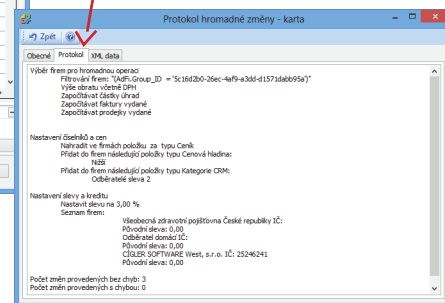 Protokol hromadné změny - karta
Zpět
Obecné Protokol XML data
Výběr firem pro hromadnou operaci
Filtrování firem: "(AdFi.Group_ID = '5c16d2b0-26ec-4af9-a3dd-d1571dabb95a')"
Výše obratu včetně DPH
Započítávat částky úhrad
Započítávat faktury vydané
Započítávat prodejky vydané
Nastavení číselníků a cen
Nahradit ve firmách položku za typu Ceník
Přidat do firem následující položky typu Cenová hladina:
Nižší
Přidat do firem následující položky typu Kategorie CRM:
Odběratelé sleva 2
Nastavení slevy a kreditu
Nastavit slevu na 3,00 %
Seznam firem:
Všeobecná zdravotní pojišťovna České republiky IČ:
Původní sleva: 0,00
Odběratel domácí IČ:
Původní sleva: 0,00
CÍGLER SOFTWARE West, s.r.o. IČ: 25246241
Původní sleva: 0,00
Počet změn provedených bez chyb: 3
Počet změn provedených s chybou: 0